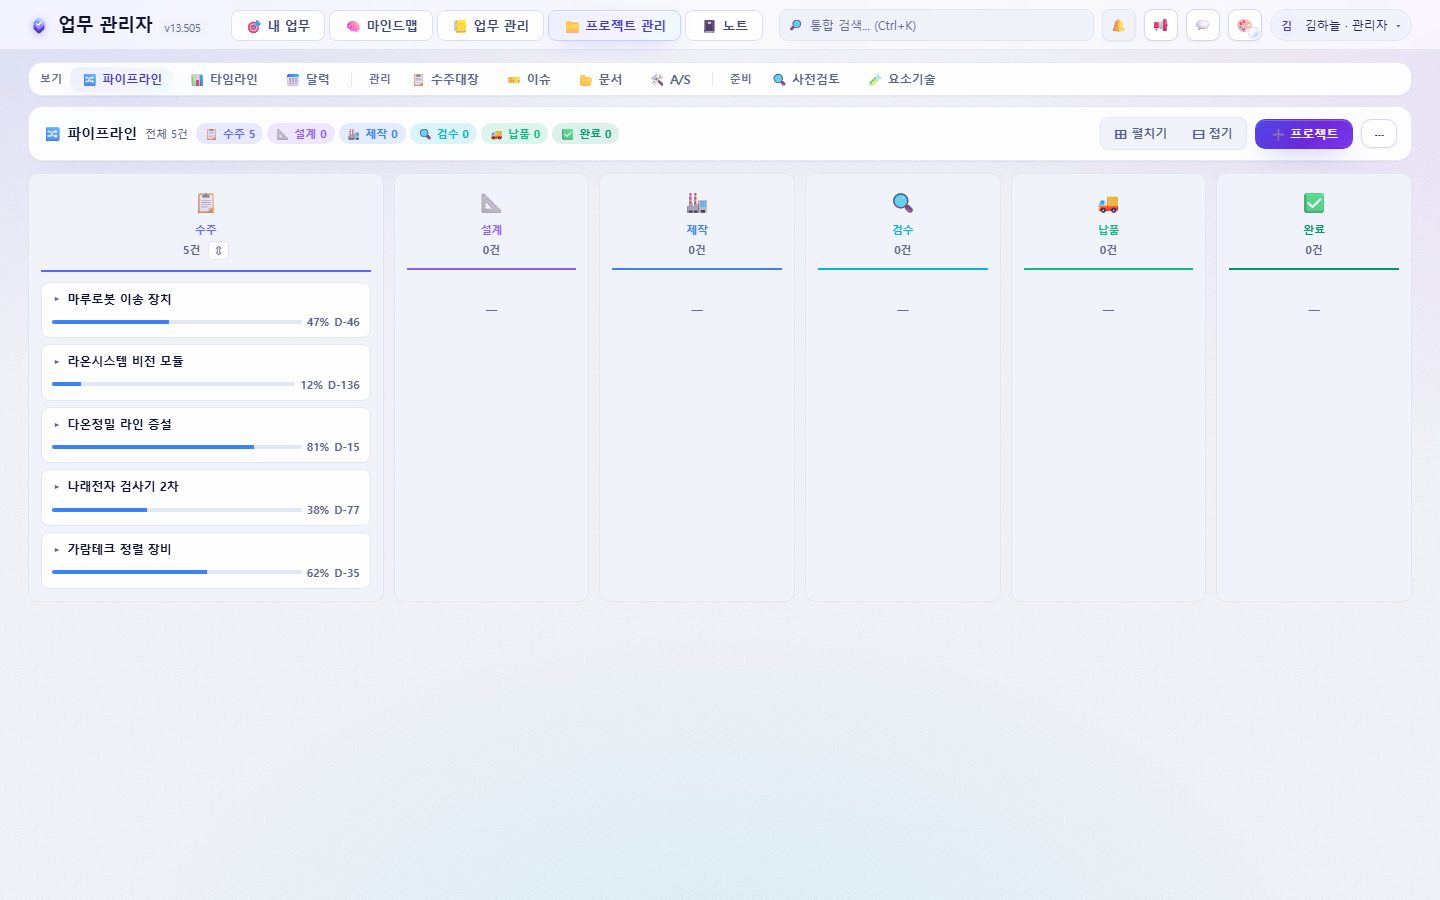 업무 관리자 v13.505 내 업무 마인드맵 업무 관리 프로젝트 관리 노트 통합 검색... (Ctrl+K) 김 김하늘 · 관리자
보기 파이프라인 타임라인 달력 관리 수주대장 이슈 문서 A/S 준비 사전검토 요소기술
파이프라인 전체 5건 수주 5 설계 0 제작 0 검수 0 납품 0 완료 0 펼치기 접기 프로젝트 ...
수주 설계 제작 검수 납품 완료
5건 0건 0건 0건 0건 0건
— — — — —
마루로봇 이송 장치
47% D-46
라온시스템 비전 모듈
12% D-136
다온정밀 라인 증설
81% D-15
나래전자 검사기 2차
38% D-77
가람테크 정렬 장비
62% D-35